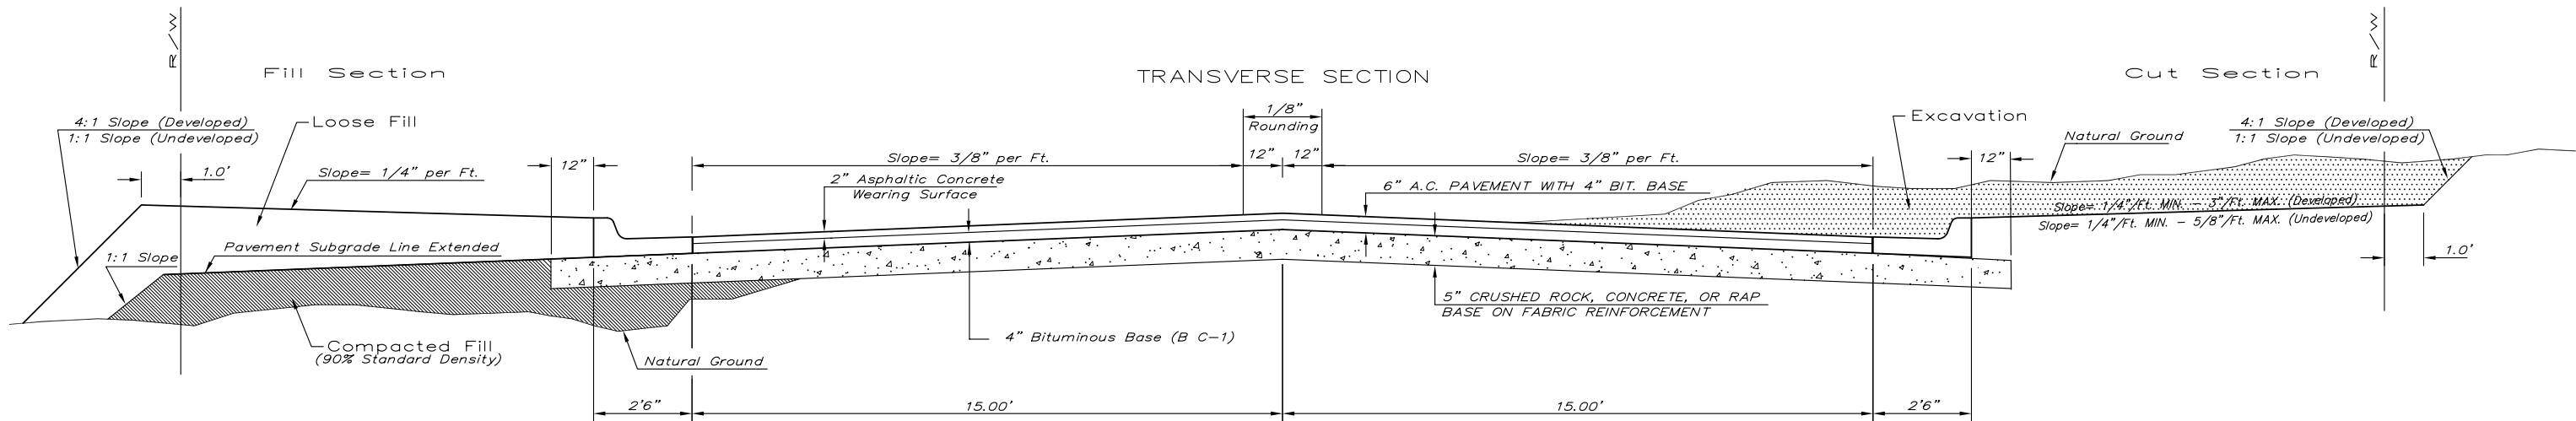 R/W
Fill Section
TRANSVERSE SECTION
Cut Section
R/W
4:1 Slope (Developed)
1:1 Slope (Undeveloped)
Loose Fill
1/8"
Rounding
Excavation
4:1 Slope (Developed)
1:1 Slope (Undeveloped)
Natural Ground
1.0'
Slope= 1/4" per Ft.
12"
Slope= 3/8" per Ft.
12"
12"
Slope= 3/8" per Ft.
12"
2" Asphaltic Concrete
Wearing Surface
6" A.C. PAVEMENT WITH 4" BIT. BASE
Slope= 1/4"/Ft. MIN. - 3"/Ft. MAX. (Developed)
Slope= 1/4"/Ft. MIN. - 5/8"/Ft. MAX. (Undeveloped)
Pavement Subgrade Line Extended
1:1 Slope
1.0'
5" CRUSHED ROCK, CONCRETE, OR RAP
BASE ON FABRIC REINFORCEMENT
4" Bituminous Base (B C-1)
Compacted Fill
(90% Standard Density)
Natural Ground
2'6"
15.00'
15.00'
2'6"